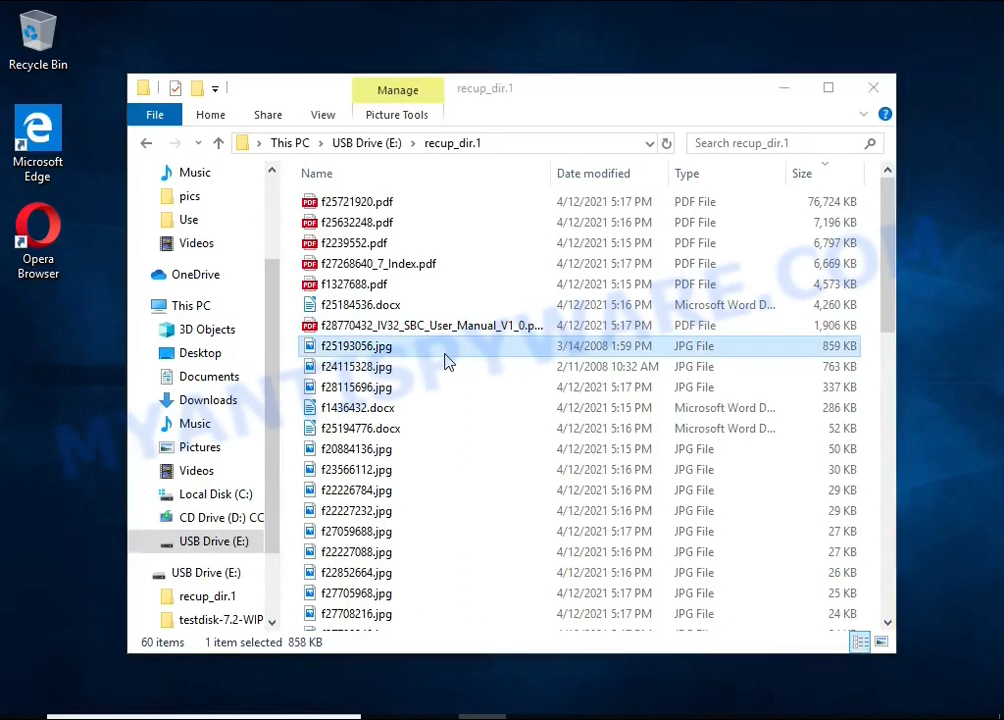 Recycle Bin
Microsoft
Edge
Opera
Browser
Manage
recup_dir.1
File
Home
Share
View
Picture Tools
This PC
USB Drive (E:)
recup_dir.1
Search recup_dir.1
Music
pics
Use
Videos
OneDrive
This PC
3D Objects
Desktop
Documents
Downloads
Music
Pictures
Videos
Local Disk (C:)
CD Drive (D:) CC
USB Drive (E:)
USB Drive (E:)
recup_dir.1
testdisk-7.2-WIP
Name Date modified Type Size
f25721920.pdf 4/12/2021 5:17 PM PDF File 76,724 KB
f25632248.pdf 4/12/2021 5:17 PM PDF File 7,196 KB
f2239552.pdf 4/12/2021 5:15 PM PDF File 6,797 KB
f27268640_7_Index.pdf 4/12/2021 5:17 PM PDF File 6,669 KB
f1327688.pdf 4/12/2021 5:15 PM PDF File 4,573 KB
f25184536.docx 4/12/2021 5:16 PM Microsoft Word D... 4,260 KB
f28770432_IV32_SBC_User_Manual_V1_0.p... 4/12/2021 5:17 PM PDF File 1,906 KB
f25193056.jpg 3/14/2008 1:59 PM JPG File 859 KB
f24115328.jpg 2/11/2008 10:32 AM JPG File 763 KB
f28115696.jpg 4/12/2021 5:17 PM JPG File 337 KB
f1436432.docx 4/12/2021 5:15 PM Microsoft Word D... 286 KB
f25194776.docx 4/12/2021 5:16 PM Microsoft Word D... 52 KB
f20884136.jpg 4/12/2021 5:15 PM JPG File 50 KB
f23566112.jpg 4/12/2021 5:16 PM JPG File 30 KB
f22226784.jpg 4/12/2021 5:16 PM JPG File 29 KB
f22227232.jpg 4/12/2021 5:16 PM JPG File 29 KB
f27059688.jpg 4/12/2021 5:17 PM JPG File 27 KB
f22227088.jpg 4/12/2021 5:16 PM JPG File 27 KB
f22852664.jpg 4/12/2021 5:16 PM JPG File 26 KB
f27705968.jpg 4/12/2021 5:17 PM JPG File 25 KB
f27708216.jpg 4/12/2021 5:17 PM JPG File 24 KB
60 items 1 item selected 858 KB
MYANTISPYWARE.COM